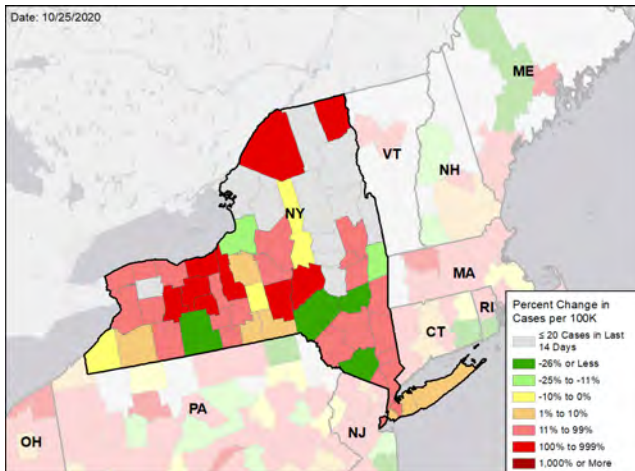 Date: 10/25/2020
ME
VT
NH
NY
MA
CT
RI
PA
NJ
OH
Percent Change in
Cases per 100K
≤ 20 Cases in Last
14 Days
-26% or Less
-25% to -11%
-10% to 0%
1% to 10%
11% to 99%
100% to 999%
1,000% or More